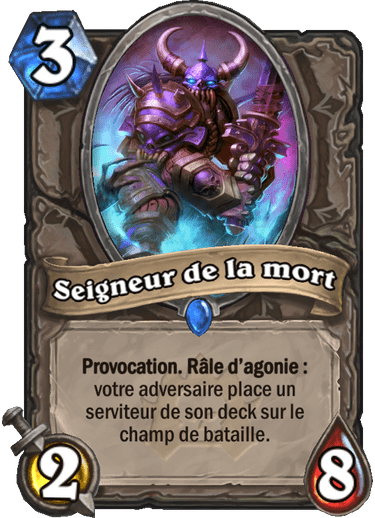 3
Seigneur de la mort
Provocation. Râle d'agonie :
votre adversaire place un
serviteur de son deck sur le
champ de bataille.
2
8